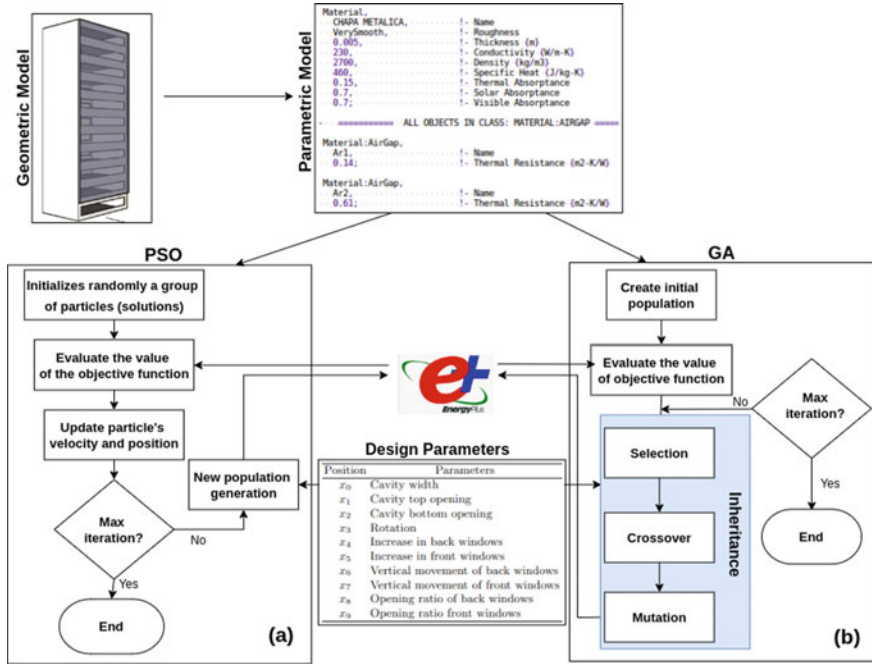 Geometric Model
Parametric Model
Material,
CHAPA METALICA, !- Name
VerySmooth, !- Roughness
0.005, !- Thickness {m}
230, !- Conductivity {W/m-K}
2700, !- Density {kg/m3}
460, !- Specific Heat {J/kg-K}
0.15, !- Thermal Absorptance
0.7, !- Solar Absorptance
0.7; !- Visible Absorptance
!- =========== ALL OBJECTS IN CLASS: MATERIAL:AIRGAP =====
Material:AirGap,
Ar1, !- Name
0.14; !- Thermal Resistance {m2-K/W}
Material:AirGap,
Ar2, !- Name
0.61; !- Thermal Resistance {m2-K/W}
PSO
Initializes randomly a group
of particles (solutions)
Evaluate the value
of the objective function
Update particle's
velocity and position
New population
generation
Max
iteration?
No
Yes
End
(a)
e+
EnergyPlus
Design Parameters
Position Parameters
x0 Cavity width
x1 Cavity top opening
x2 Cavity bottom opening
x3 Rotation
x4 Increase in back windows
x5 Increase in front windows
x6 Vertical movement of back windows
x7 Vertical movement of front windows
x8 Opening ratio of back windows
x9 Opening ratio front windows
GA
Create initial
population
Evaluate the value
of objective function
No
Max
iteration?
Yes
End
Selection
Crossover
Mutation
Inheritance
(b)